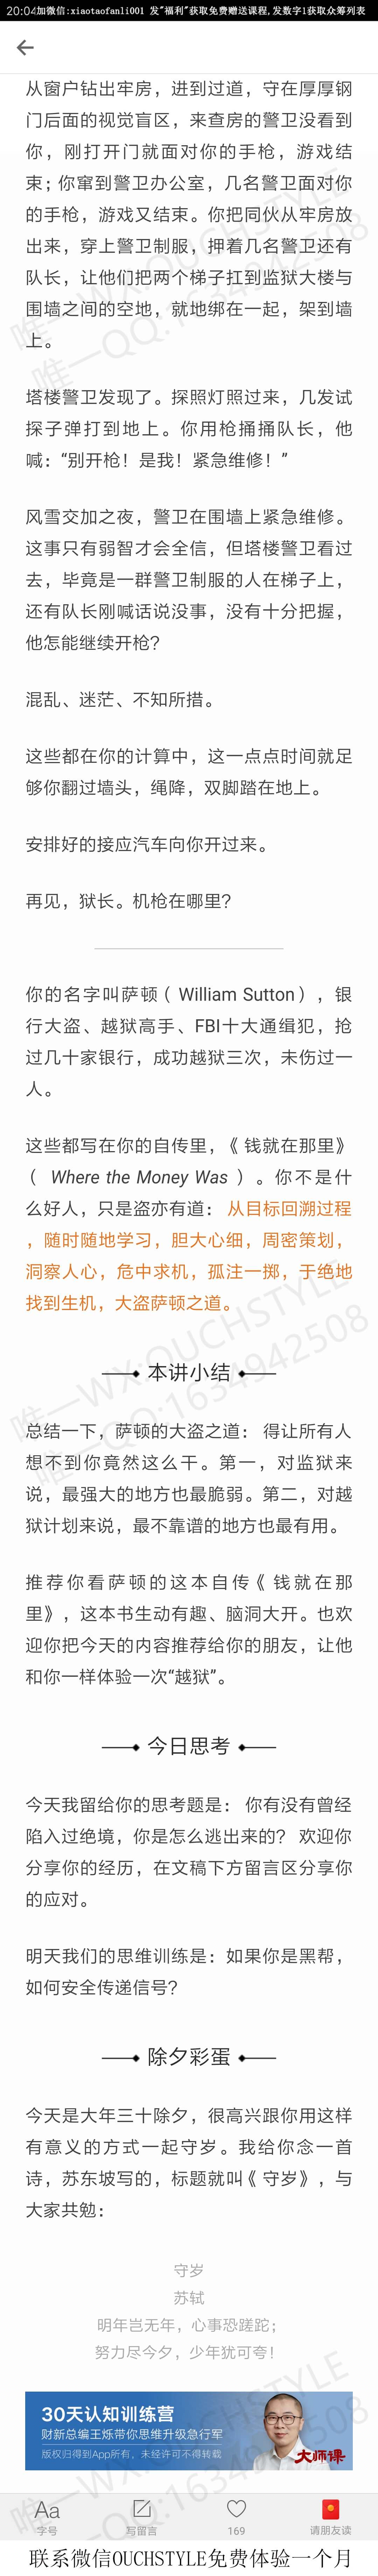 20:04加微信:xiaotaofanli001 发"福利"获取免费赠送课程,发数字1获取众筹列表
从窗户钻出牢房，进到过道，守在厚厚钢
门后面的视觉盲区，来查房的警卫没看到
你，刚打开门就面对你的手枪，游戏结
束；你窜到警卫办公室，几名警卫面对你
的手枪，游戏又结束。你把同伙从牢房放
出来，穿上警卫制服，押着几名警卫还有
队长，让他们把两个梯子扛到监狱大楼与
围墙之间的空地，就地绑在一起，架到墙
上。
塔楼警卫发现了。探照灯照过来，几发试
探子弹打到地上。你用枪捅捅队长，他
喊：“别开枪！是我！紧急维修！”
风雪交加之夜，警卫在围墙上紧急维修。
这事只有弱智才会全信，但塔楼警卫看过
去，毕竟是一群警卫制服的人在梯子上，
还有队长刚喊话说没事，没有十分把握，
他怎能继续开枪？
混乱、迷茫、不知所措。
这些都在你的计算中，这一点点时间就足
够你翻过墙头，绳降，双脚踏在地上。
安排好的接应汽车向你开过来。
再见，狱长。机枪在哪里？
你的名字叫萨顿（ William Sutton），银
行大盗、越狱高手、FBI十大通缉犯，抢
过几十家银行，成功越狱三次，未伤过一
人。
这些都写在你的自传里，《 钱就在那里》
（ Where the Money Was ）。你不是什
么好人，只是盗亦有道： 从目标回溯过程
，随时随地学习，胆大心细，周密策划，
洞察人心，危中求机，孤注一掷，于绝地
找到生机，大盗萨顿之道。
本讲小结
总结一下，萨顿的大盗之道： 得让所有人
想不到你竟然这么干。第一，对监狱来
说，最强大的地方也最脆弱。第二，对越
狱计划来说，最不靠谱的地方也最有用。
推荐你看萨顿的这本自传《 钱就在那
里》，这本书生动有趣、脑洞大开。也欢
迎你把今天的内容推荐给你的朋友，让他
和你一样体验一次“越狱”。
今日思考
今天我留给你的思考题是： 你有没有曾经
陷入过绝境，你是怎么逃出来的？ 欢迎你
分享你的经历，在文稿下方留言区分享你
的应对。
明天我们的思维训练是：如果你是黑帮，
如何安全传递信号？
除夕彩蛋
今天是大年三十除夕，很高兴跟你用这样
有意义的方式一起守岁。我给你念一首
诗，苏东坡写的，标题就叫《 守岁》，与
大家共勉：
守岁
苏轼
明年岂无年，心事恐蹉跎；
努力尽今夕，少年犹可夸！
30天认知训练营
财新总编王烁带你思维升级急行军
版权归得到App所有，未经许可不得转载
大师课
Aa
字号
写留言
169
请朋友读
唯一WX:OUCHSTYLE
唯一QQ:1634942508
联系微信OUCHSTYLE免费体验一个月